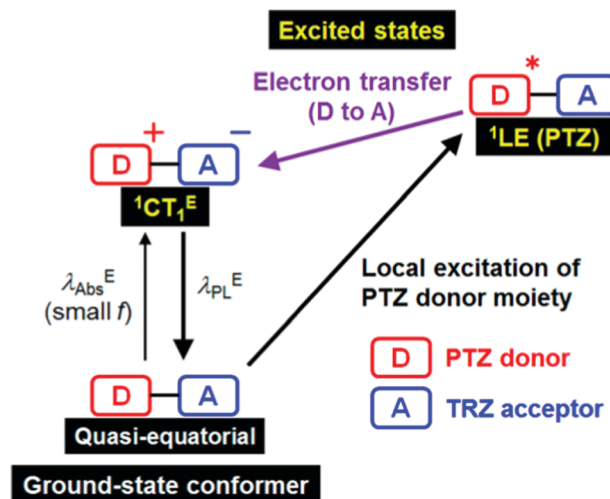 Excited states
Electron transfer
(D to A)
D * A
¹LE (PTZ)
D + A −
¹CT₁ᴱ
λAbsᴱ
(small f)
λPLᴱ
Local excitation of
PTZ donor moiety
D PTZ donor
A TRZ acceptor
D A
Quasi-equatorial
Ground-state conformer